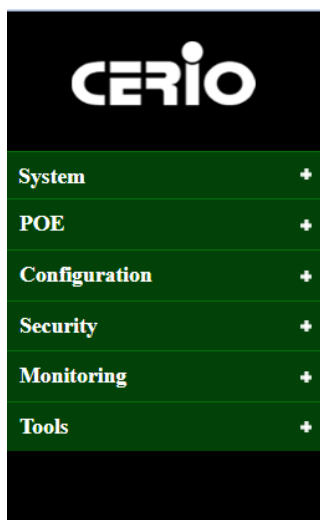 CERIO
System
POE
Configuration
Security
Monitoring
Tools